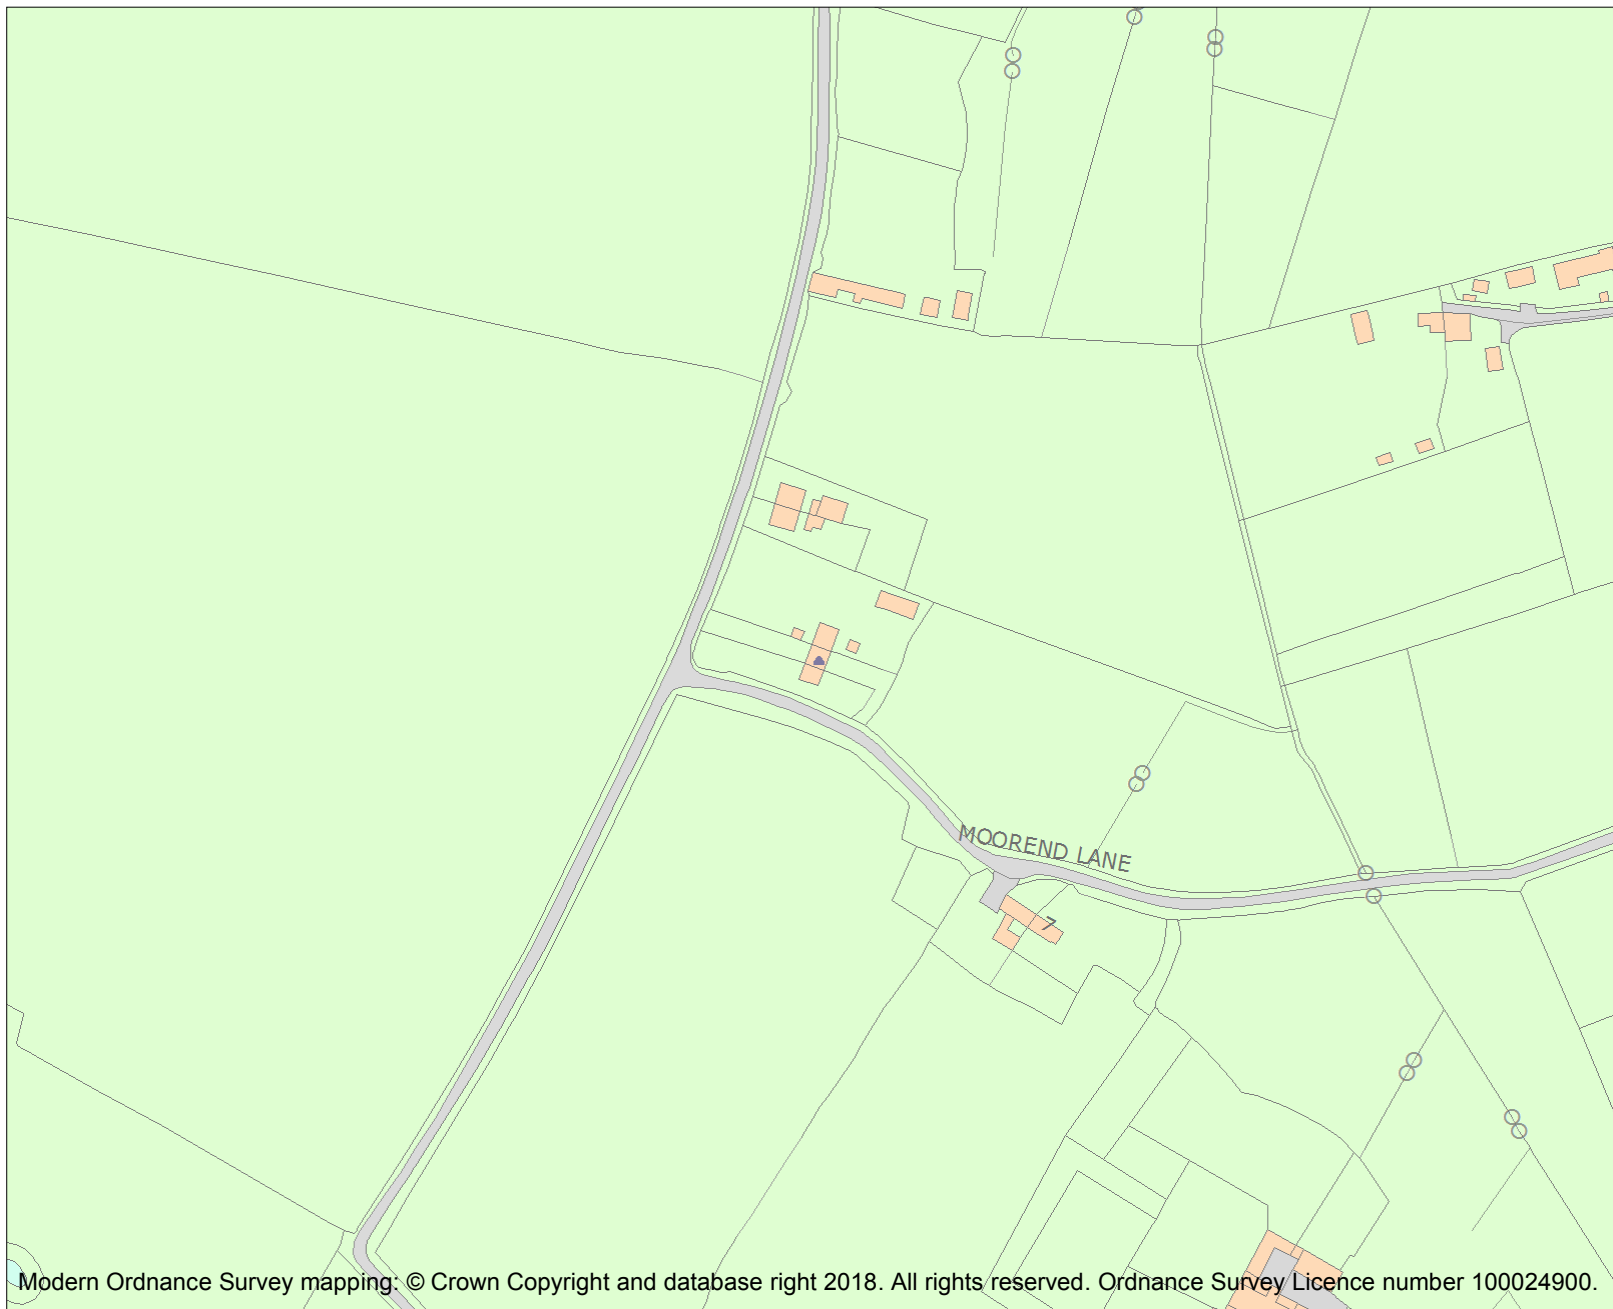 MOOREND LANE
7
Modern Ordnance Survey mapping: © Crown Copyright and database right 2018. All rights reserved. Ordnance Survey Licence number 100024900.